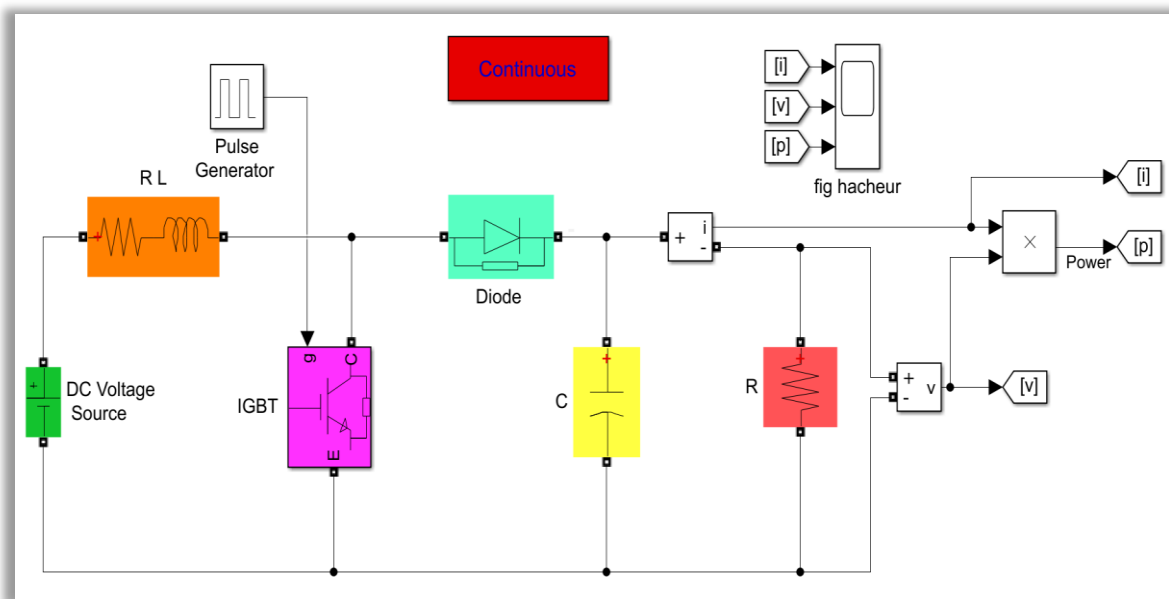 Continuous
[i]
[v]
[p]
fig hacheur
Pulse
Generator
R L
+
Diode
+
i
-
[i]
×
Power
[p]
DC Voltage
Source
+
IGBT
g
C
E
C
+
R
+
+
-
v
[v]